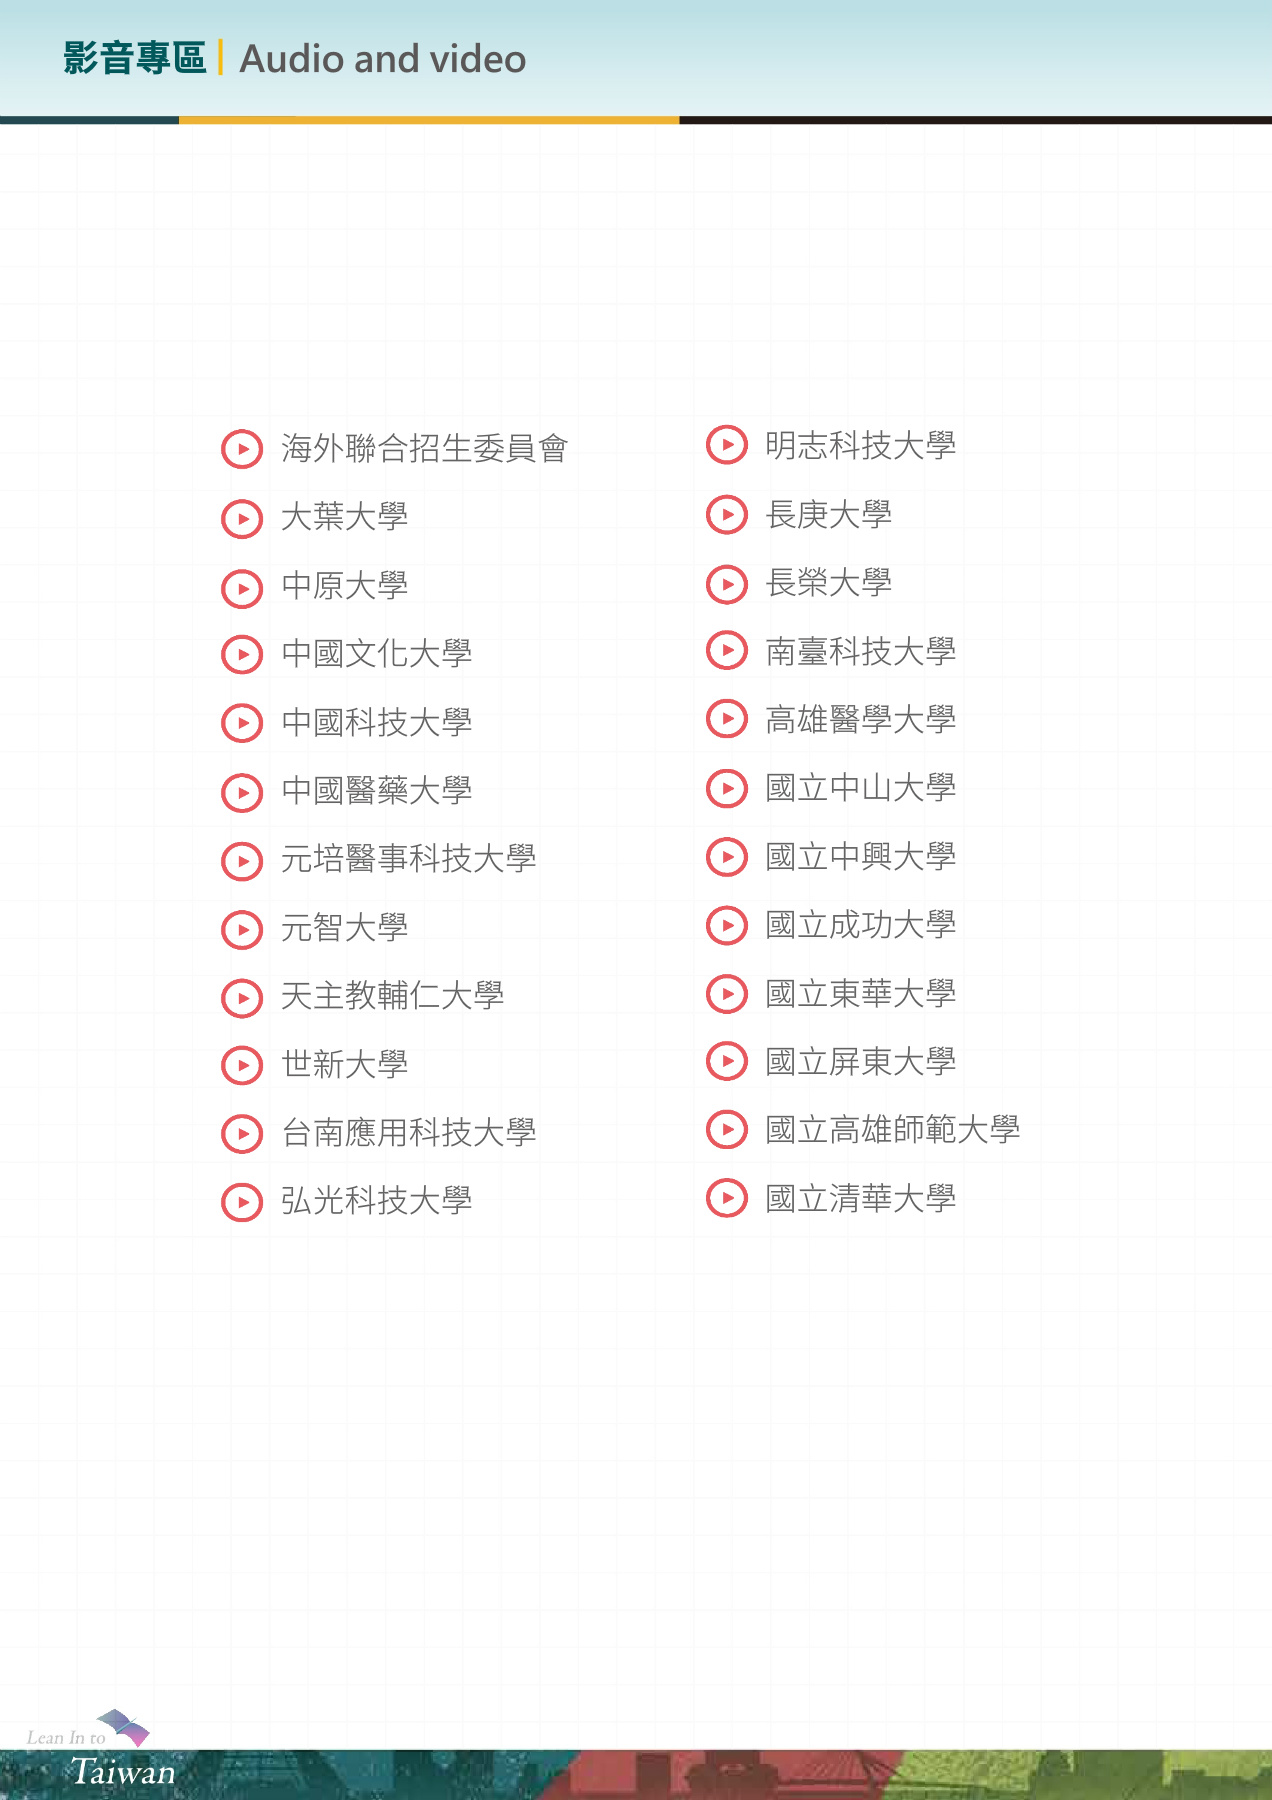 影音專區 | Audio and video
海外聯合招生委員會
大葉大學
中原大學
中國文化大學
中國科技大學
中國醫藥大學
元培醫事科技大學
元智大學
天主教輔仁大學
世新大學
台南應用科技大學
弘光科技大學
明志科技大學
長庚大學
長榮大學
南臺科技大學
高雄醫學大學
國立中山大學
國立中興大學
國立成功大學
國立東華大學
國立屏東大學
國立高雄師範大學
國立清華大學
Lean In to
Taiwan